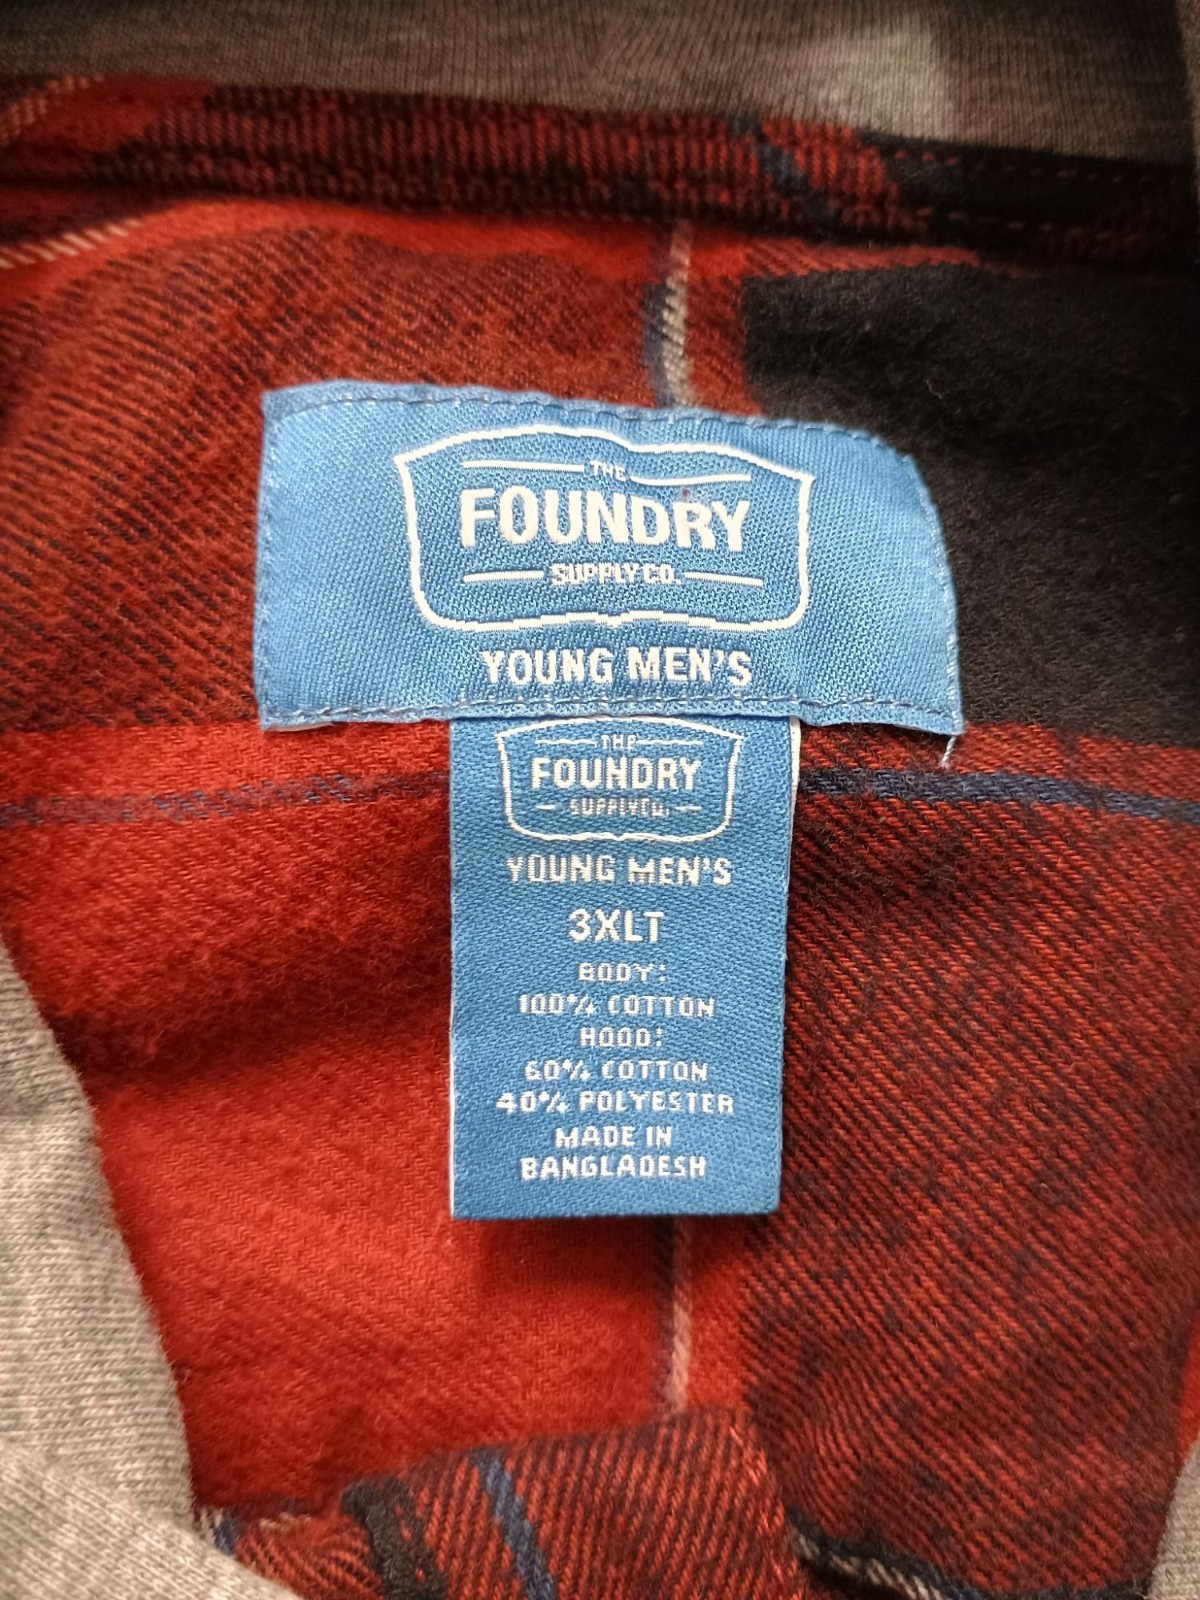 THE
FOUNDRY
SUPPLY CO.
YOUNG MEN'S
THE
FOUNDRY
SUPPLY CO.
YOUNG MEN'S
3XLT
BODY:
100% COTTON
HOOD:
60% COTTON
40% POLYESTER
MADE IN
BANGLADESH